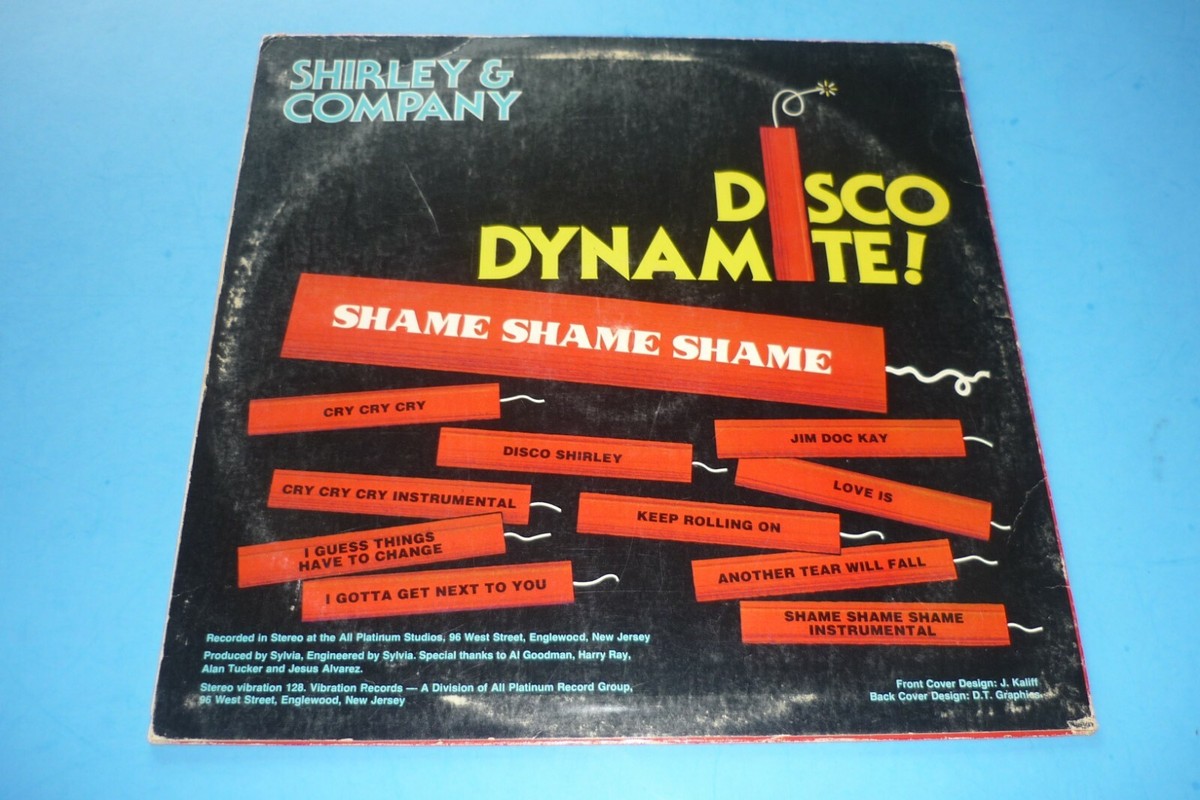 SHIRLEY &
COMPANY
DISCO
DYNAMITE!
SHAME SHAME SHAME
CRY CRY CRY
JIM DOC KAY
DISCO SHIRLEY
LOVE IS
CRY CRY CRY INSTRUMENTAL
KEEP ROLLING ON
I GUESS THINGS
HAVE TO CHANGE
ANOTHER TEAR WILL FALL
I GOTTA GET NEXT TO YOU
SHAME SHAME SHAME
INSTRUMENTAL
Recorded in Stereo at the All Platinum Studios, 96 West Street, Englewood, New Jersey
Produced by Sylvia, Engineered by Sylvia. Special thanks to Al Goodman, Harry Ray,
Alan Tucker and Jesus Alvarez.
Stereo vibration 128. Vibration Records — A Division of All Platinum Record Group,
96 West Street, Englewood, New Jersey
Front Cover Design: J. Kaliff
Back Cover Design: D.T. Graphics